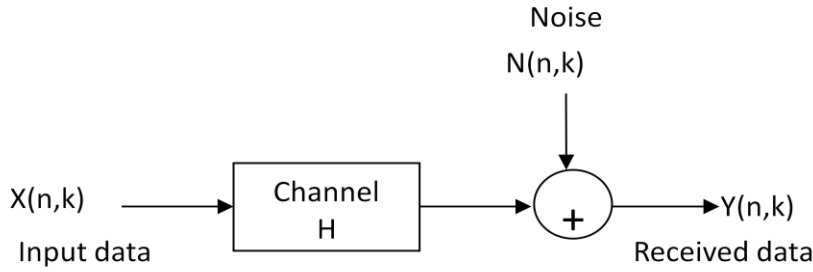 Noise
N(n,k)
X(n,k)
Input data
Channel
H
+
Y(n,k)
Received data